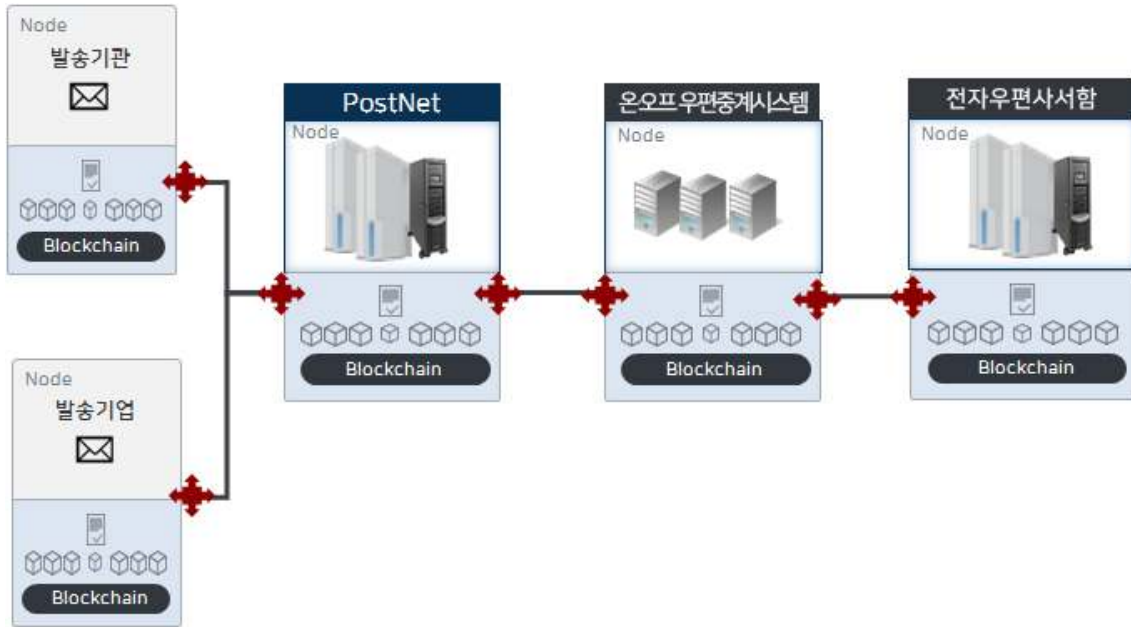 Node
발송기관
Blockchain
Node
발송기업
Blockchain
PostNet
Node
Blockchain
온·오프 우편중계시스템
Node
Blockchain
전자우편사서함
Node
Blockchain